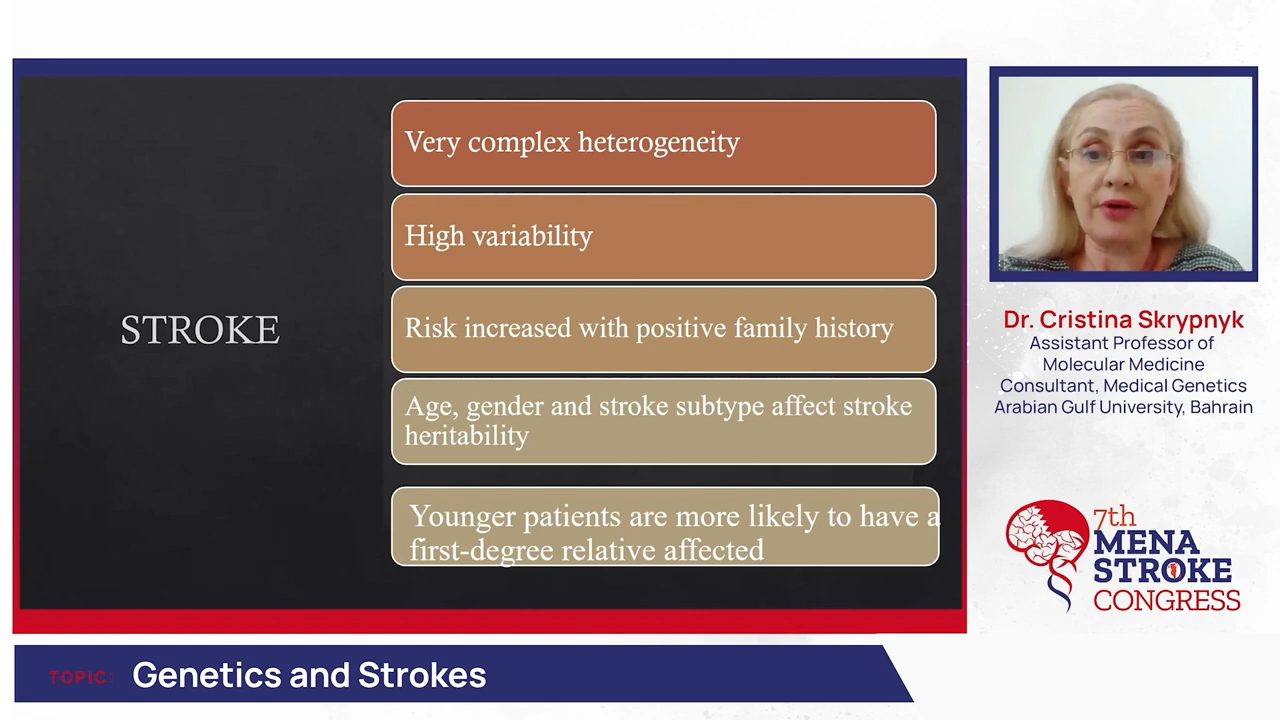 STROKE
Very complex heterogeneity
High variability
Risk increased with positive family history
Age, gender and stroke subtype affect stroke
heritability
Younger patients are more likely to have a
first-degree relative affected
Dr. Cristina Skrypnyk
Assistant Professor of
Molecular Medicine
Consultant, Medical Genetics
Arabian Gulf University, Bahrain
7th
MENA
STROKE
CONGRESS
TOPIC: Genetics and Strokes